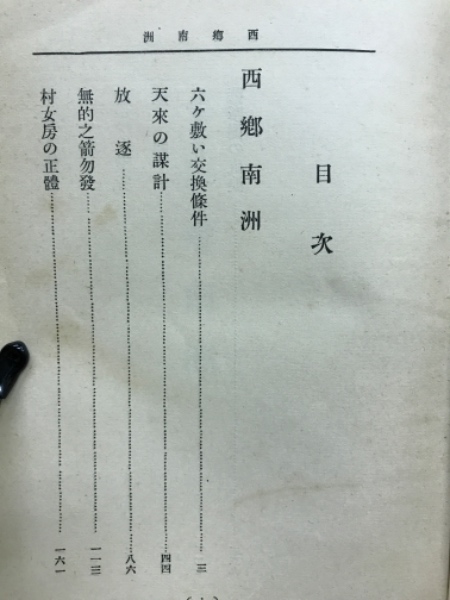 西鄕南洲
目次
西鄕南洲
六ケ敷い交換條件……三
天來の謀計……四四
放逐……八六
無的之箭勿發……一一三
村女房の正體……一六一